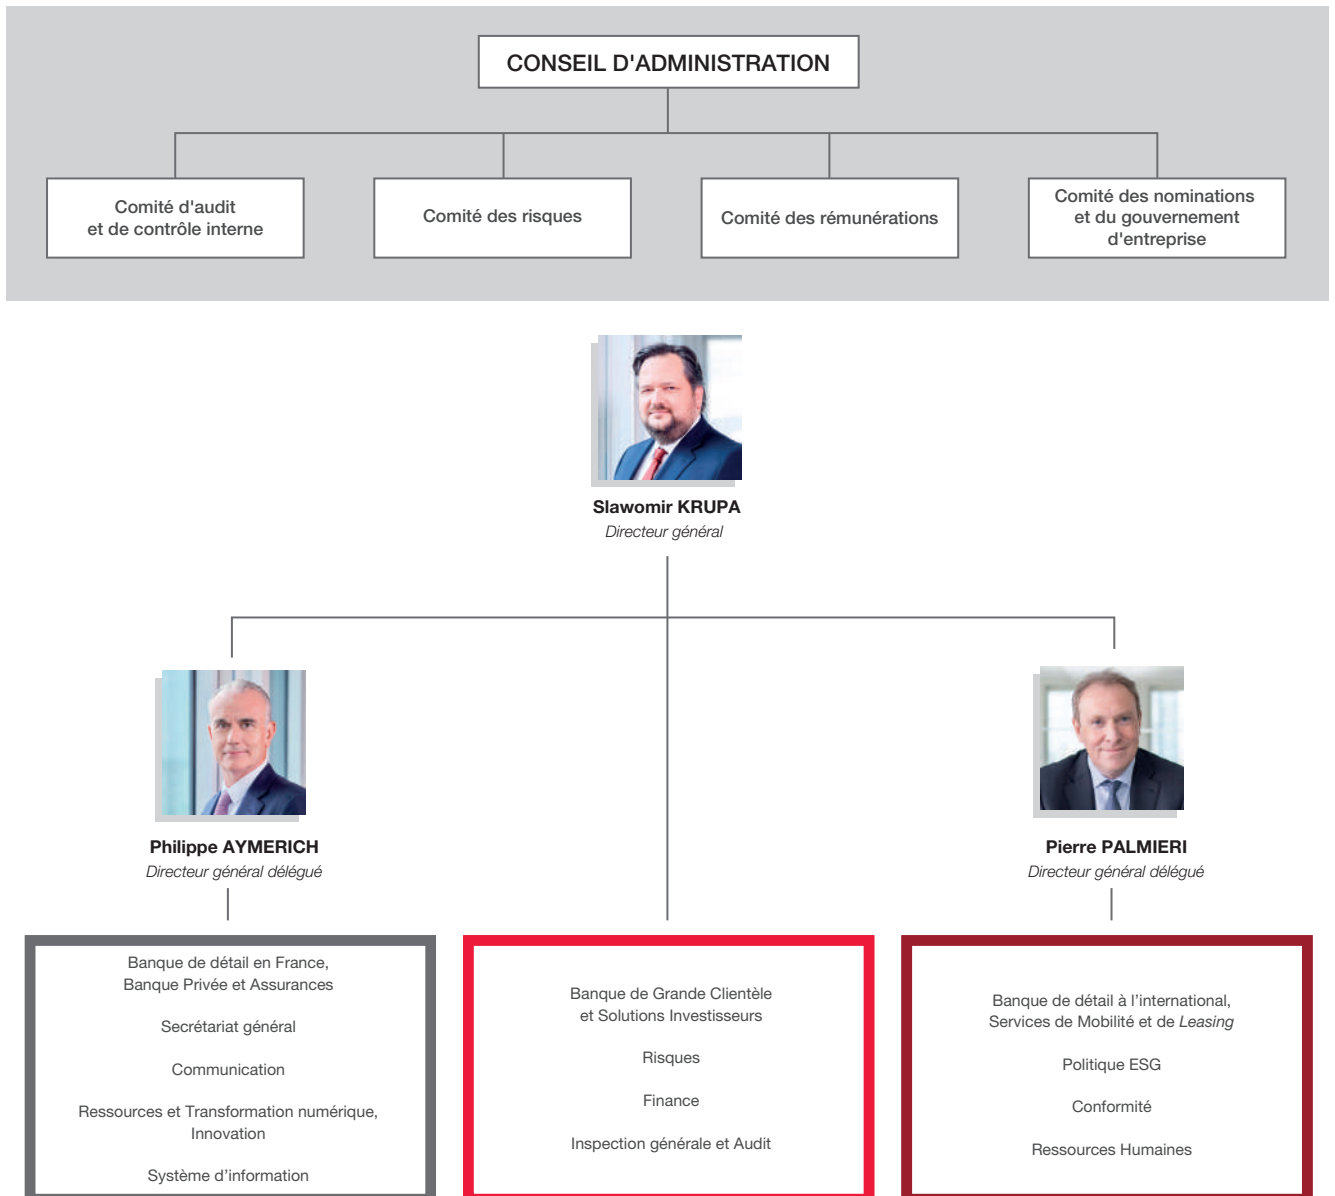 CONSEIL D'ADMINISTRATION
Comité d'audit
et de contrôle interne
Comité des risques
Comité des rémunérations
Comité des nominations
et du gouvernement
d'entreprise
Slawomir KRUPA
Directeur général
Philippe AYMERICH
Directeur général délégué
Pierre PALMIERI
Directeur général délégué
Banque de détail en France,
Banque Privée et Assurances
Secrétariat général
Communication
Ressources et Transformation numérique,
Innovation
Système d’information
Banque de Grande Clientèle
et Solutions Investisseurs
Risques
Finance
Inspection générale et Audit
Banque de détail à l’international,
Services de Mobilité et de Leasing
Politique ESG
Conformité
Ressources Humaines